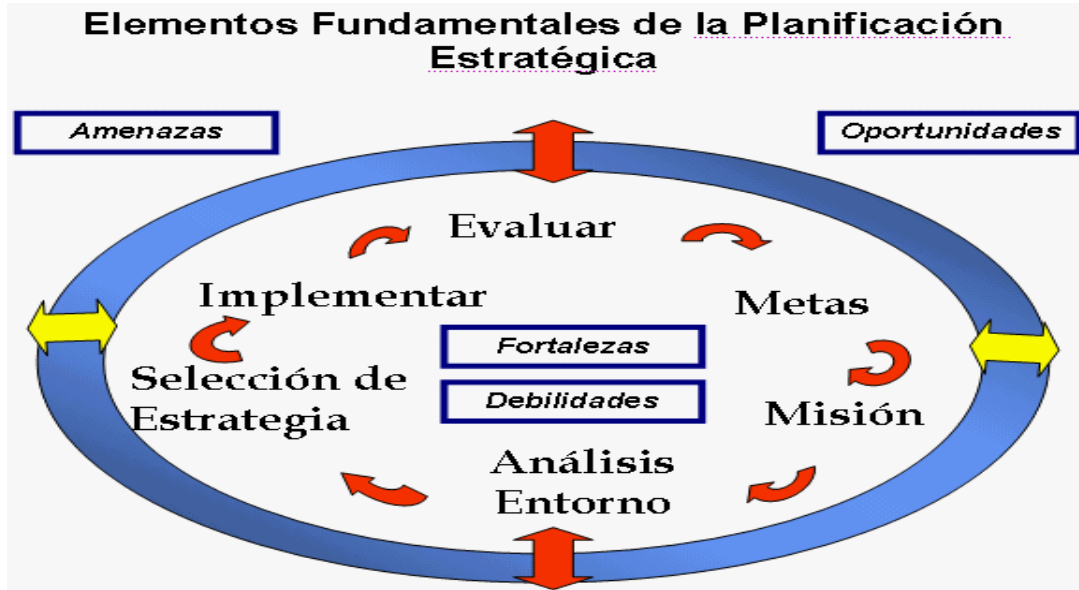 Elementos Fundamentales de la Planificación
Estratégica
Amenazas
Oportunidades
Evaluar
Implementar
Metas
Fortalezas
Selección de
Estrategia
Debilidades
Misión
Análisis
Entorno